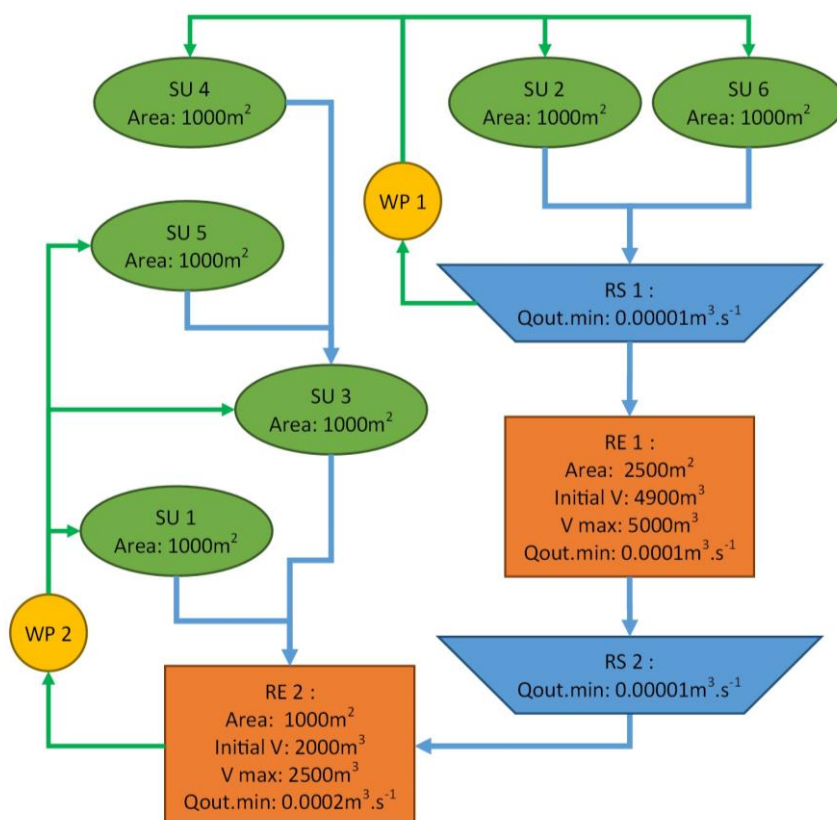 SU 4
Area: 1000m²
SU 2
Area: 1000m²
SU 6
Area: 1000m²
WP 1
SU 5
Area: 1000m²
RS 1 :
Qout.min: 0.00001m³.s⁻¹
SU 3
Area: 1000m²
RE 1 :
Area:  2500m²
Initial V: 4900m³
V max: 5000m³
Qout.min: 0.0001m³.s⁻¹
SU 1
Area: 1000m²
WP 2
RS 2 :
Qout.min: 0.00001m³.s⁻¹
RE 2 :
Area:  1000m²
Initial V: 2000m³
V max: 2500m³
Qout.min: 0.0002m³.s⁻¹